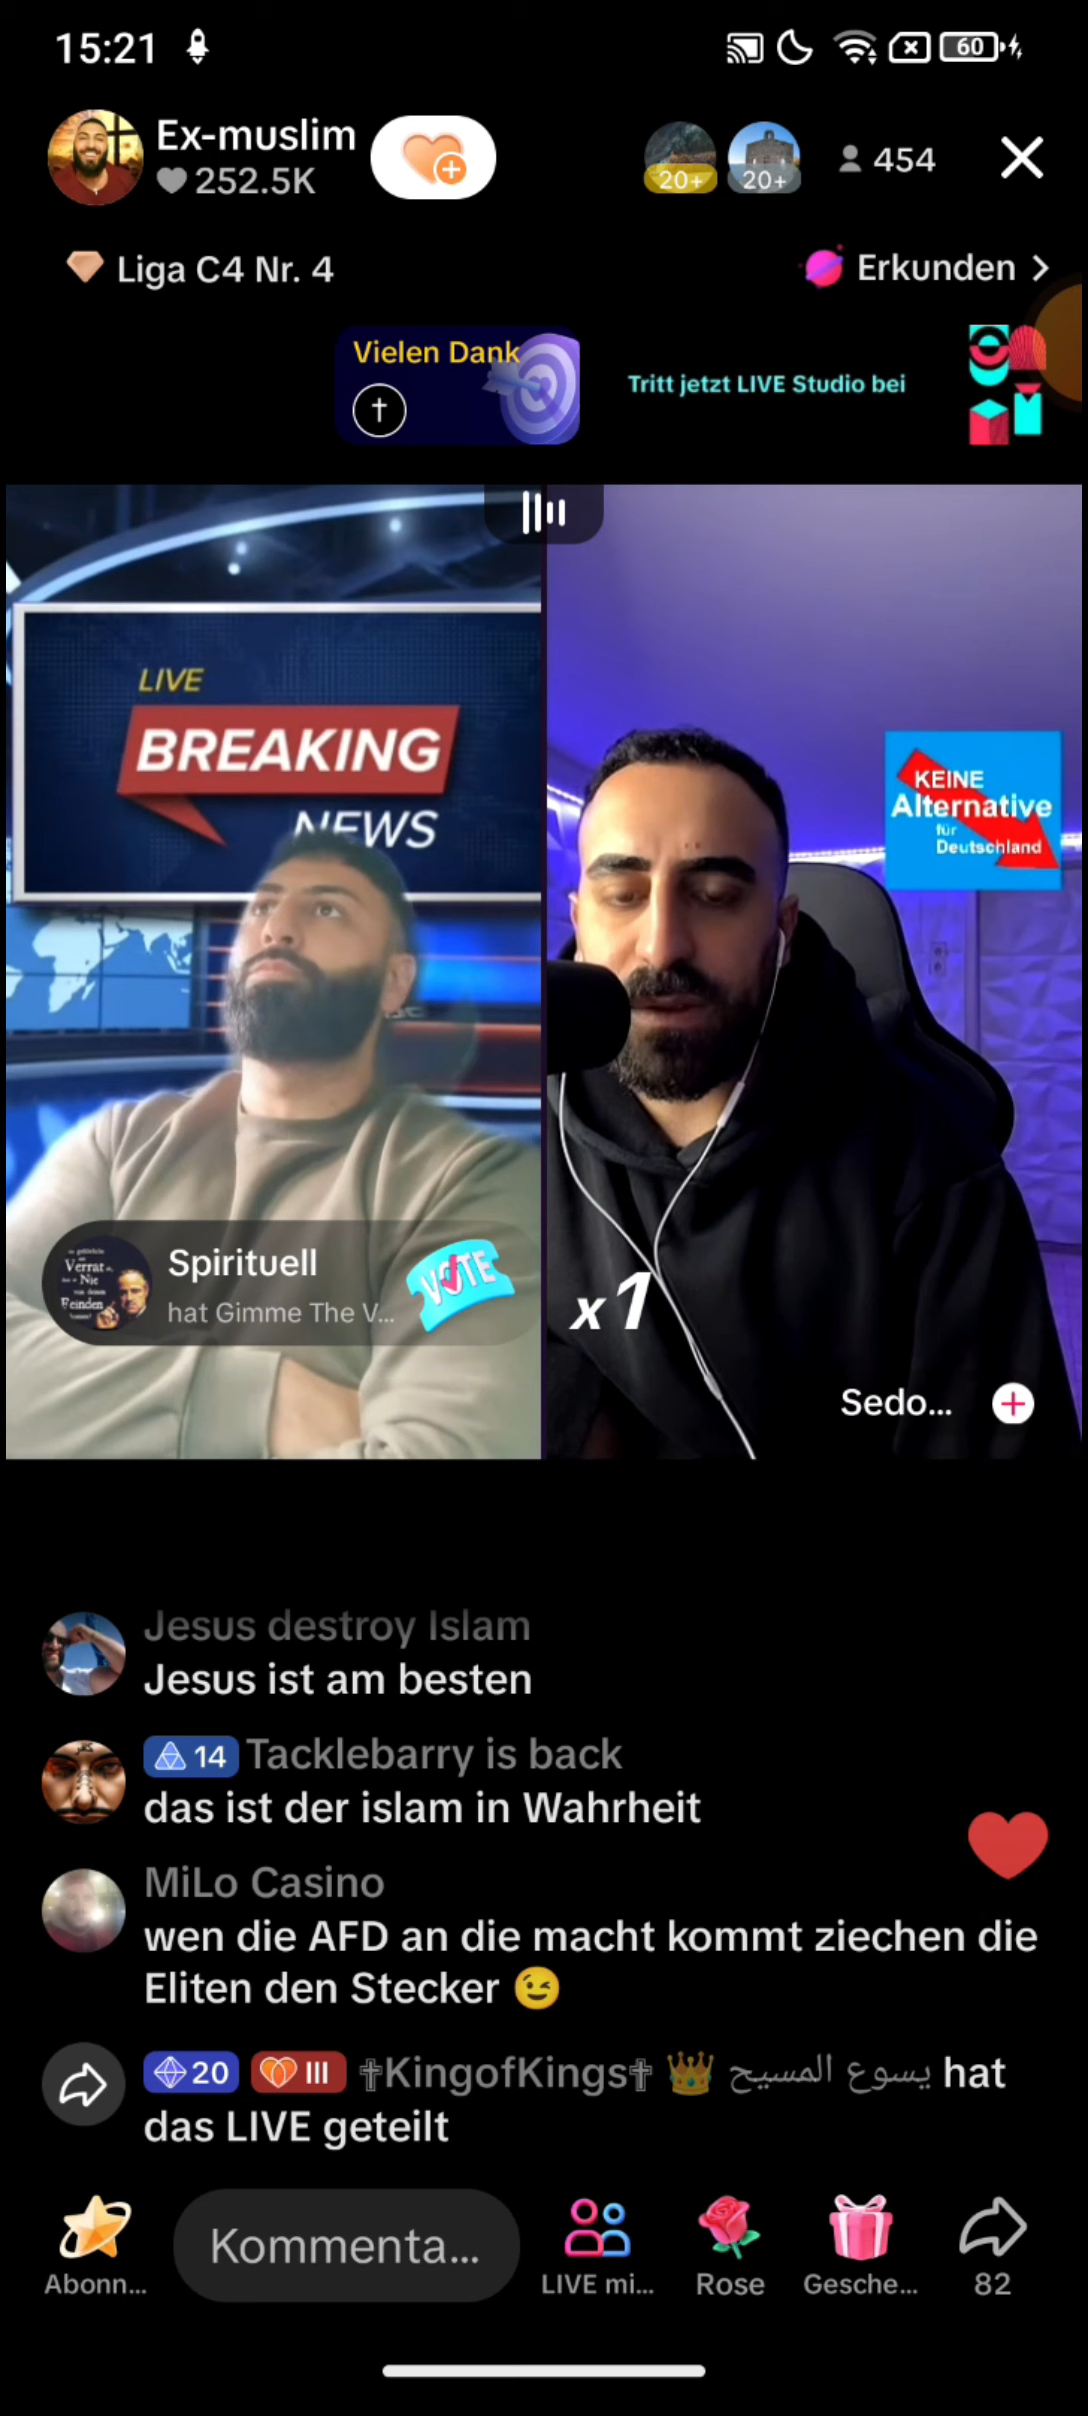 15:21
60
Ex-muslim
252.5K
20+
20+
454
Liga C4 Nr. 4
Erkunden >
Vielen Dank
Tritt jetzt LIVE Studio bei
LIVE
BREAKING
NEWS
KEINE
Alternative
für
Deutschland
Verrat
Nie
Feinden
Spirituell
hat Gimme The V...
VOTE
x1
Sedo...
Jesus destroy Islam
Jesus ist am besten
14 Tacklebarry is back
das ist der islam in Wahrheit
MiLo Casino
wen die AFD an die macht kommt ziechen die
Eliten den Stecker 😉
20 III ✟KingofKings✟ 👑 يسوع المسيح hat
das LIVE geteilt
Abonn...
Kommenta...
LIVE mi...
Rose
Gesche...
82